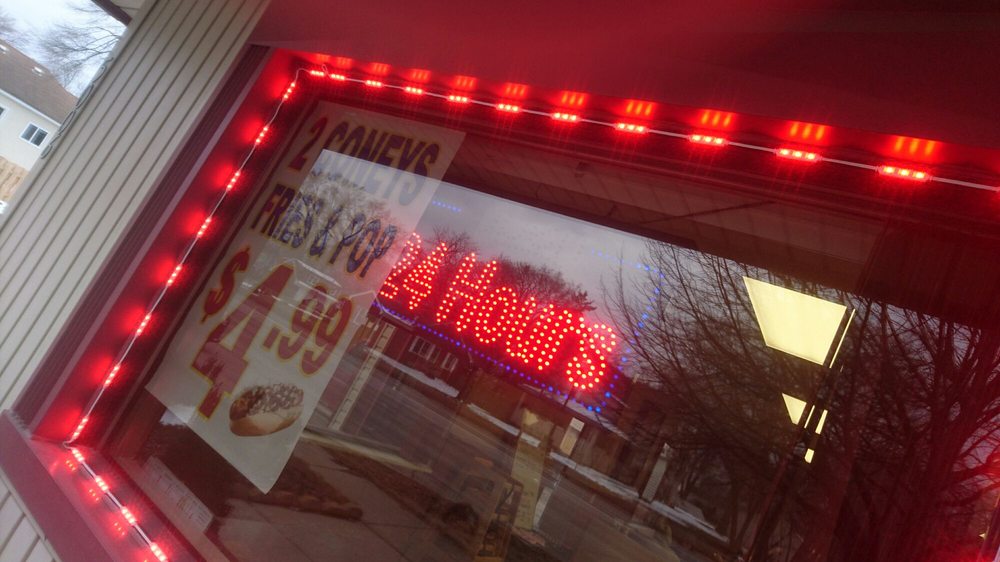 2 CONEYS
FRIES & POP
$4.99
24 Hours